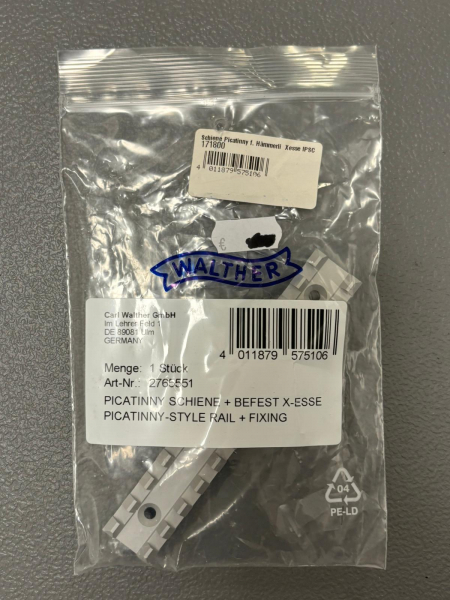 Schiene Picatinny f. Hämmerli Xesse IPSC
171800
4 011879 575106
£
WALTHER
Carl Walther GmbH
Im Lehrer Feld 1
DE-89081 Ulm
GERMANY
4 011879 575106
Menge: 1 Stück
Art-Nr.: 2765551
PICATINNY SCHIENE + BEFEST X-ESSE
PICATINNY-STYLE RAIL + FIXING
04
PE-LD